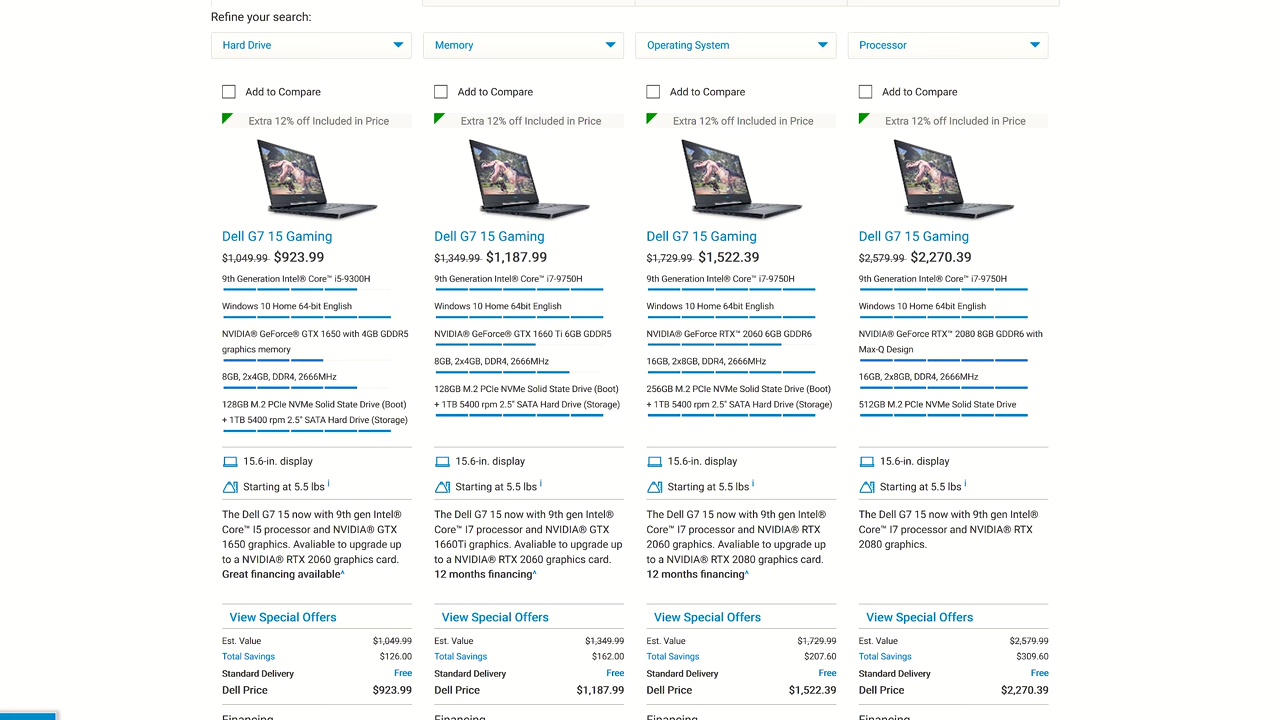 Refine your search:
Hard Drive
Memory
Operating System
Processor
Add to Compare
Extra 12% off Included in Price
Dell G7 15 Gaming
$1,049.99 $923.99
9th Generation Intel® Core™ i5-9300H
Windows 10 Home 64-bit English
NVIDIA® GeForce® GTX 1650 with 4GB GDDR5
graphics memory
8GB, 2x4GB, DDR4, 2666MHz
128GB M.2 PCIe NVMe Solid State Drive (Boot)
+ 1TB 5400 rpm 2.5" SATA Hard Drive (Storage)
15.6-in. display
Starting at 5.5 lbs i
The Dell G7 15 now with 9th gen Intel®
Core™ I5 processor and NVIDIA® GTX
1650 graphics. Avaliable to upgrade up
to a NVIDIA® RTX 2060 graphics card.
Great financing available^
View Special Offers
Est. Value $1,049.99
Total Savings $126.00
Standard Delivery Free
Dell Price $923.99
Financing
Add to Compare
Extra 12% off Included in Price
Dell G7 15 Gaming
$1,349.99 $1,187.99
9th Generation Intel® Core™ i7-9750H
Windows 10 Home 64bit English
NVIDIA® GeForce® GTX 1660 Ti 6GB GDDR5
8GB, 2x4GB, DDR4, 2666MHz
128GB M.2 PCIe NVMe Solid State Drive (Boot)
+ 1TB 5400 rpm 2.5" SATA Hard Drive (Storage)
15.6-in. display
Starting at 5.5 lbs i
The Dell G7 15 now with 9th gen Intel®
Core™ I7 processor and NVIDIA® GTX
1660Ti graphics. Avaliable to upgrade up
to a NVIDIA® RTX 2060 graphics card.
12 months financing^
View Special Offers
Est. Value $1,349.99
Total Savings $162.00
Standard Delivery Free
Dell Price $1,187.99
Financing
Add to Compare
Extra 12% off Included in Price
Dell G7 15 Gaming
$1,729.99 $1,522.39
9th Generation Intel® Core™ i7-9750H
Windows 10 Home 64bit English
NVIDIA® GeForce RTX™ 2060 6GB GDDR6
16GB, 2x8GB, DDR4, 2666MHz
256GB M.2 PCIe NVMe Solid State Drive (Boot)
+ 1TB 5400 rpm 2.5" SATA Hard Drive (Storage)
15.6-in. display
Starting at 5.5 lbs i
The Dell G7 15 now with 9th gen Intel®
Core™ I7 processor and NVIDIA® RTX
2060 graphics. Avaliable to upgrade up
to a NVIDIA® RTX 2080 graphics card.
12 months financing^
View Special Offers
Est. Value $1,729.99
Total Savings $207.60
Standard Delivery Free
Dell Price $1,522.39
Financing
Add to Compare
Extra 12% off Included in Price
Dell G7 15 Gaming
$2,579.99 $2,270.39
9th Generation Intel® Core™ i7-9750H
Windows 10 Home 64bit English
NVIDIA® GeForce RTX™ 2080 8GB GDDR6 with
Max-Q Design
16GB, 2x8GB, DDR4, 2666MHz
512GB M.2 PCIe NVMe Solid State Drive
15.6-in. display
Starting at 5.5 lbs i
The Dell G7 15 now with 9th gen Intel®
Core™ I7 processor and NVIDIA® RTX
2080 graphics.
View Special Offers
Est. Value $2,579.99
Total Savings $309.60
Standard Delivery Free
Dell Price $2,270.39
Financing